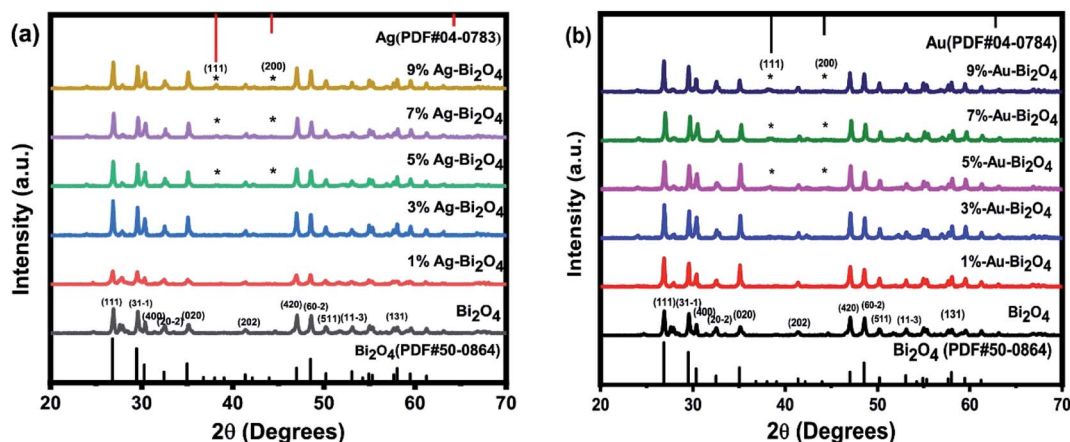 (a)
Intensity (a.u.)
Ag(PDF#04-0783)
(111)
(200)
*
*
9% Ag-Bi₂O₄
7% Ag-Bi₂O₄
*
*
5% Ag-Bi₂O₄
*
*
3% Ag-Bi₂O₄
1% Ag-Bi₂O₄
Bi₂O₄
(111)
(31-1)
(400)
(20-2)
(020)
(202)
(420)
(60-2)
(511)
(11-3)
(131)
Bi₂O₄(PDF#50-0864)
20 30 40 50 60 70
2θ (Degrees)
(b)
Intensity (a.u.)
Au(PDF#04-0784)
(111)
(200)
*
*
9%-Au-Bi₂O₄
7%-Au-Bi₂O₄
*
*
5%-Au-Bi₂O₄
*
*
3%-Au-Bi₂O₄
1%-Au-Bi₂O₄
Bi₂O₄
(111)
(31-1)
(400)
(20-2)
(020)
(202)
(420)
(60-2)
(511)
(11-3)
(131)
Bi₂O₄ (PDF#50-0864)
20 30 40 50 60 70
2θ (Degrees)